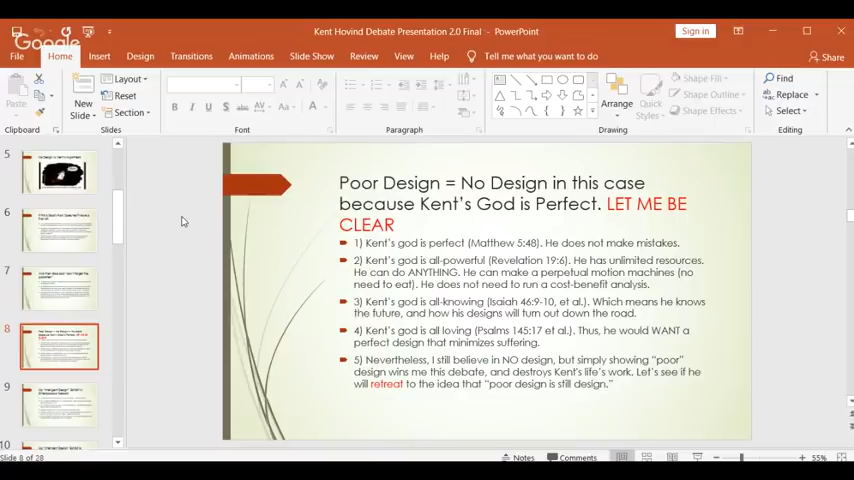 Kent Hovind Debate Presentation 2.0 Final - PowerPoint
Sign in
Google
File Home Insert Design Transitions Animations Slide Show Review View Help Tell me what you want to do Share
Paste
New
Slide
Layout
Reset
Section
B I U S abc AV Aa A
Arrange
Quick
Styles
Shape Fill
Shape Outline
Shape Effects
Find
Replace
Select
Clipboard Slides Font Paragraph Drawing Editing
5
6
7
8
9
10
Poor Design = No Design in this case
because Kent's God is Perfect. LET ME BE
CLEAR
1) Kent's god is perfect (Matthew 5:48). He does not make mistakes.
2) Kent's god is all-powerful (Revelation 19:6). He has unlimited resources.
He can do ANYTHING. He can make a perpetual motion machines (no
need to eat). He does not need to run a cost-benefit analysis.
3) Kent's god is all-knowing (Isaiah 46:9-10, et al.). Which means he knows
the future, and how his designs will turn out down the road.
4) Kent's god is all loving (Psalms 145:17 et al.). Thus, he would WANT a
perfect design that minimizes suffering.
5) Nevertheless, I still believe in NO design, but simply showing "poor"
design wins me this debate, and destroys Kent's life's work. Let's see if he
will retreat to the idea that "poor design is still design."
Slide 8 of 28
Notes Comments 55%